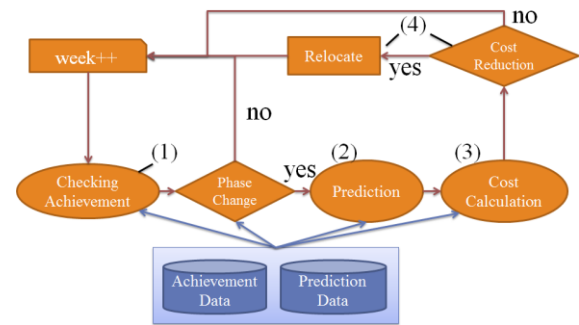 no
(4)
week++
Relocate
Cost
Reduction
yes
no
(1)
(2)
(3)
yes
Checking
Achievement
Phase
Change
Prediction
Cost
Calculation
Achievement
Data
Prediction
Data